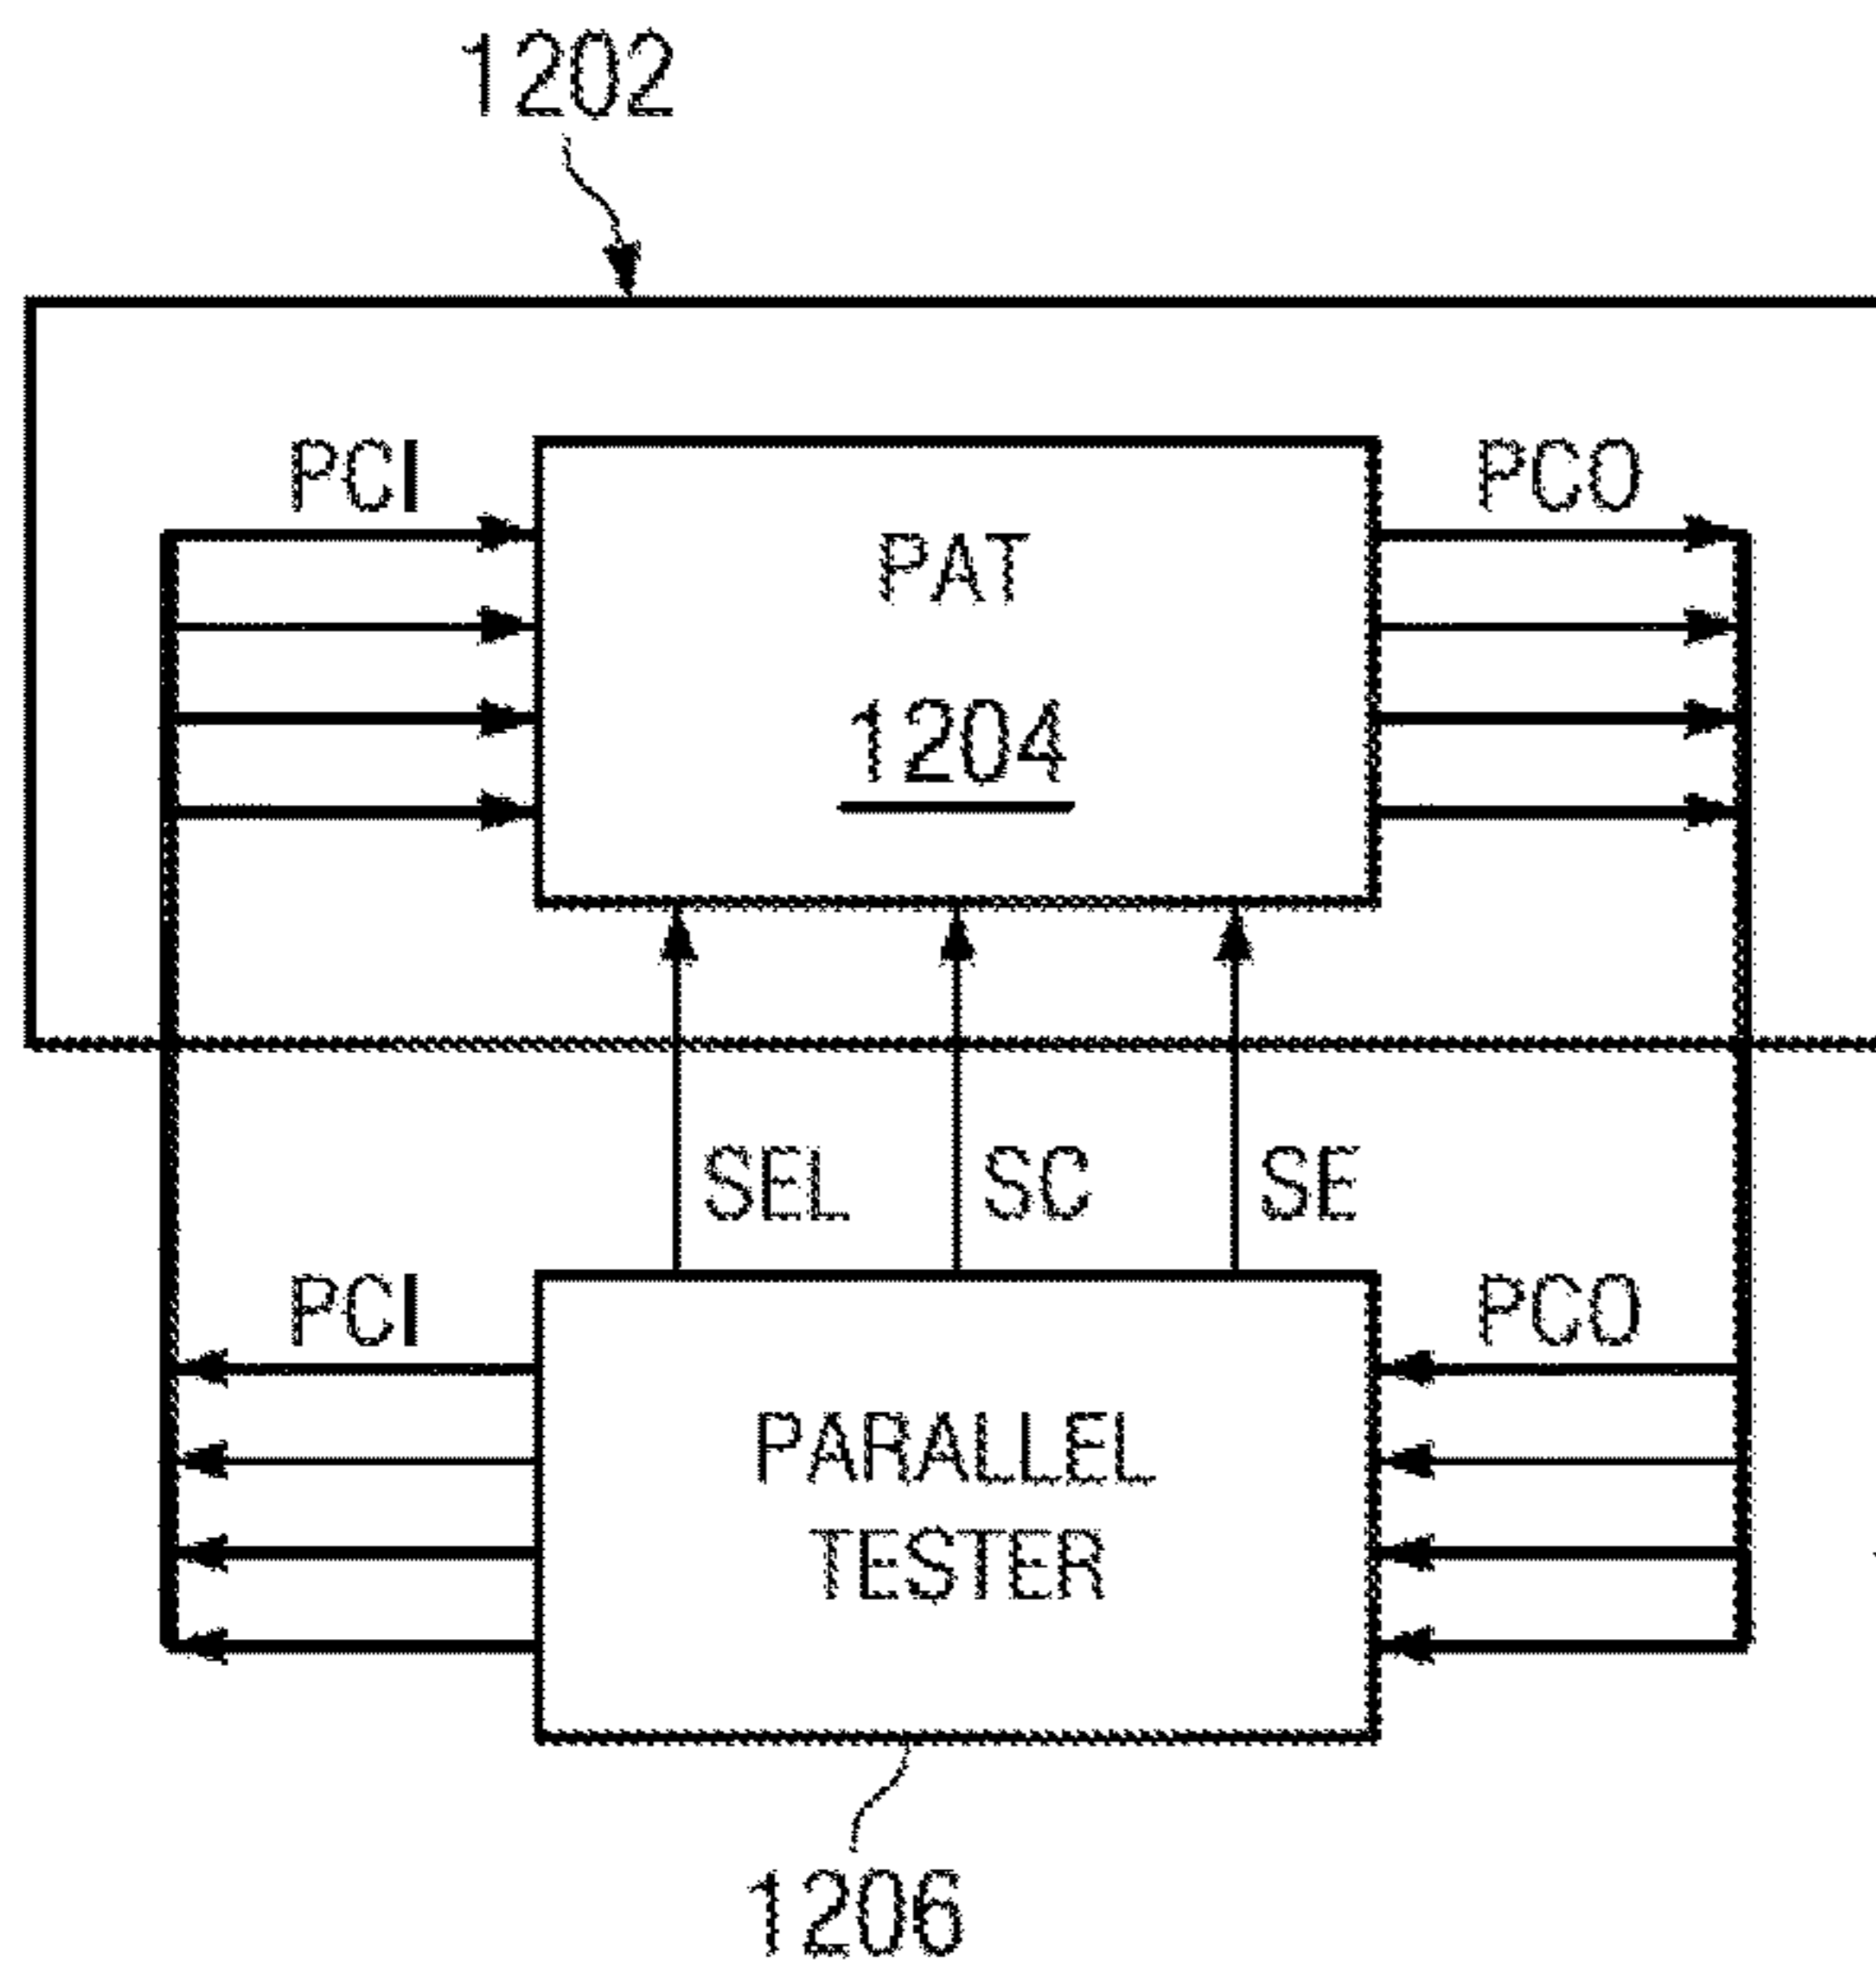 1202
PCI
PCO
PAT
1204
SEL
SC
SE
PCI
PCO
PARALLEL
TESTER
1206